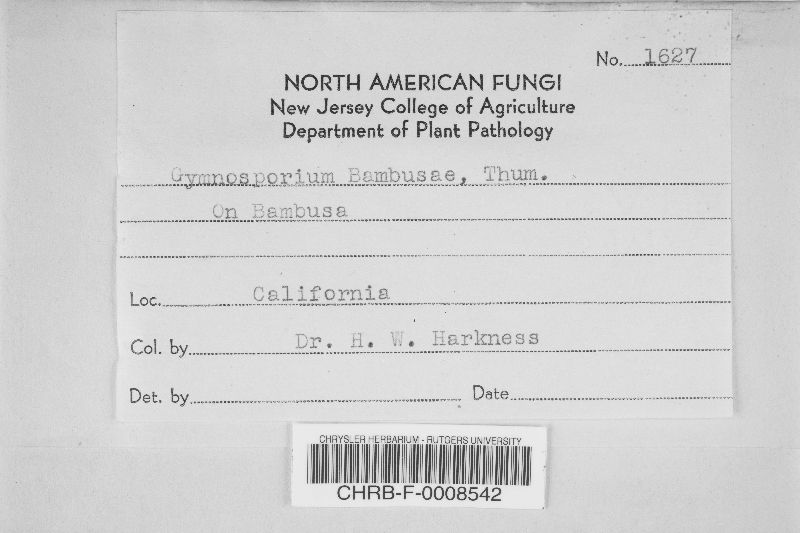 No. 1627
NORTH AMERICAN FUNGI
New Jersey College of Agriculture
Department of Plant Pathology
Gymnosporium Bambusae, Thum.
On Bambusa
Loc. California
Col. by Dr. H. W. Harkness
Det. by Date
CHRYSLER HERBARIUM - RUTGERS UNIVERSITY
CHRB-F-0008542